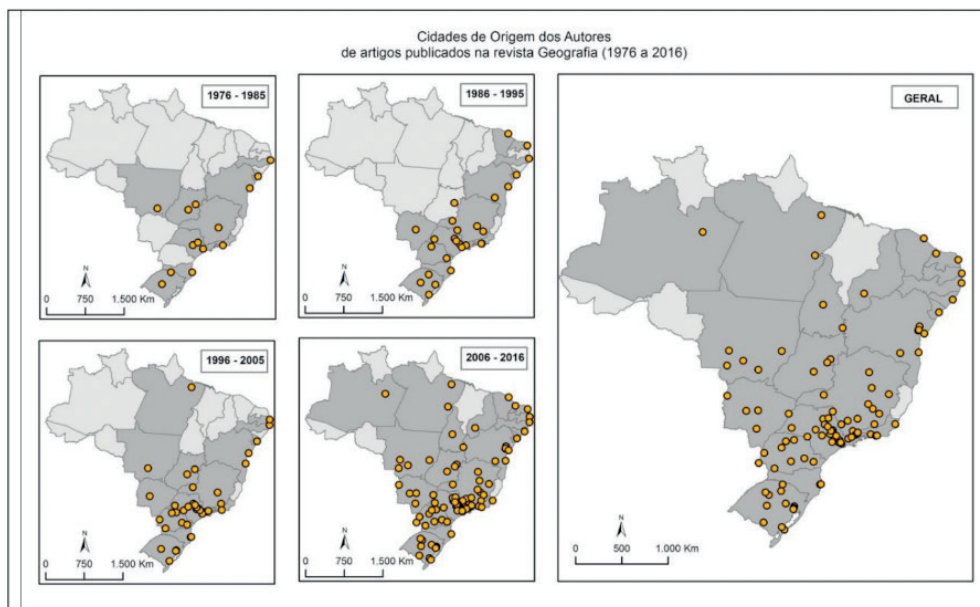 Cidades de Origem dos Autores
de artigos publicados na revista Geografia (1976 a 2016)
1976 - 1985
N
0 750 1.500 Km
1986 - 1995
N
0 750 1.500 Km
GERAL
N
0 500 1.000 Km
1996 - 2005
N
0 750 1.500 Km
2006 - 2016
N
0 750 1.500 Km